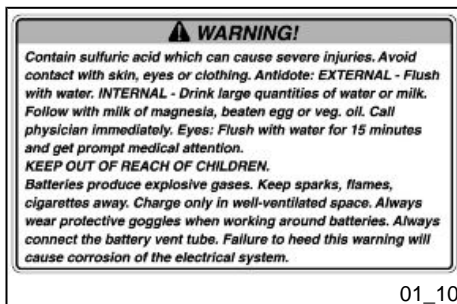 WARNING!
Contain sulfuric acid which can cause severe injuries. Avoid
contact with skin, eyes or clothing. Antidote: EXTERNAL - Flush
with water. INTERNAL - Drink large quantities of water or milk.
Follow with milk of magnesia, beaten egg or veg. oil. Call
physician immediately. Eyes: Flush with water for 15 minutes
and get prompt medical attention.
KEEP OUT OF REACH OF CHILDREN.
Batteries produce explosive gases. Keep sparks, flames,
cigarettes away. Charge only in well-ventilated space. Always
wear protective goggles when working around batteries. Always
connect the battery vent tube. Failure to heed this warning will
cause corrosion of the electrical system.
01_10